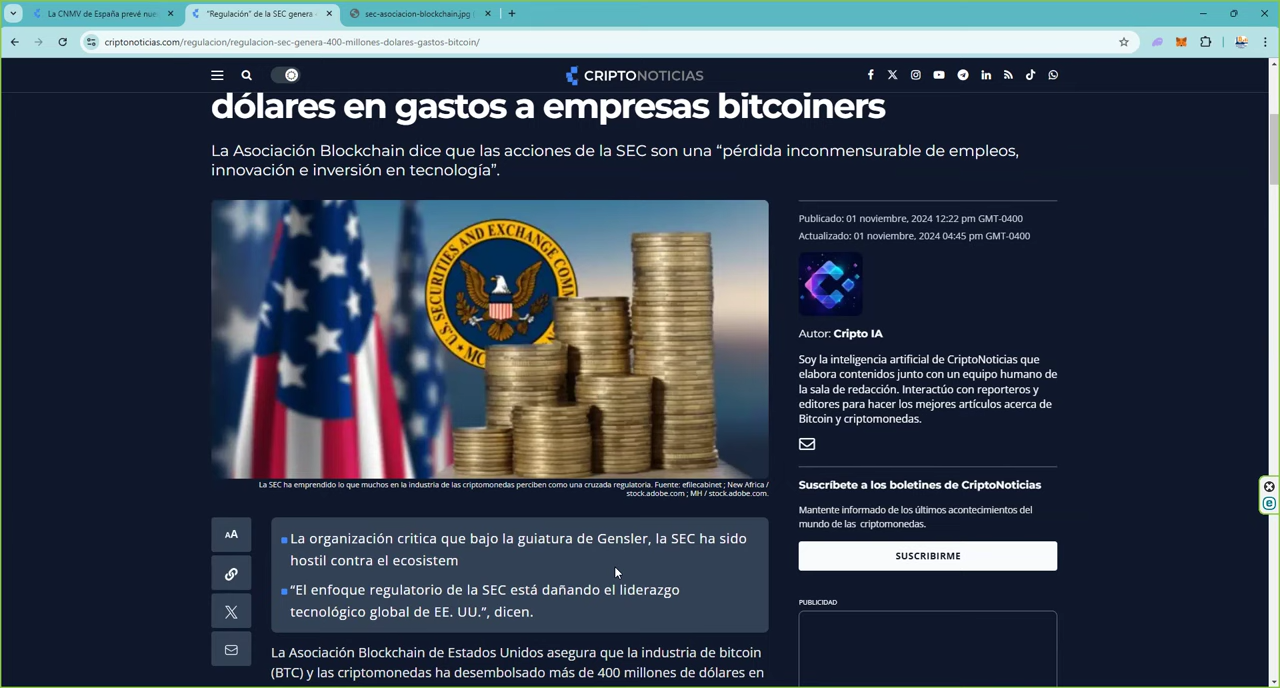 La CNMV de España prevé nue
"Regulación" de la SEC genera
sec-asociacion-blockchain.jpg (
criptonoticias.com/regulacion/regulacion-sec-genera-400-millones-dolares-gastos-bitcoin/
CRIPTONOTICIAS
dólares en gastos a empresas bitcoiners
La Asociación Blockchain dice que las acciones de la SEC son una “pérdida inconmensurable de empleos,
innovación e inversión en tecnología”.
U.S. SECURITIES AND EXCHANGE COM
MC
La SEC ha emprendido lo que muchos en la industria de las criptomonedas perciben como una cruzada regulatoria. Fuente: efilecabinet ; New Africa /
stock.adobe.com ; MH / stock.adobe.com.
Publicado: 01 noviembre, 2024 12:22 pm GMT-0400
Actualizado: 01 noviembre, 2024 04:45 pm GMT-0400
Autor: Cripto IA
Soy la inteligencia artificial de CriptoNoticias que
elabora contenidos junto con un equipo humano de
la sala de redacción. Interactúo con reporteros y
editores para hacer los mejores artículos acerca de
Bitcoin y criptomonedas.
Suscríbete a los boletines de CriptoNoticias
Mantente informado de los últimos acontecimientos del
mundo de las criptomonedas.
SUSCRIBIRME
PUBLICIDAD
AA
La organización critica que bajo la guiatura de Gensler, la SEC ha sido
hostil contra el ecosistem
“El enfoque regulatorio de la SEC está dañando el liderazgo
tecnológico global de EE. UU.”, dicen.
La Asociación Blockchain de Estados Unidos asegura que la industria de bitcoin
(BTC) y las criptomonedas ha desembolsado más de 400 millones de dólares en